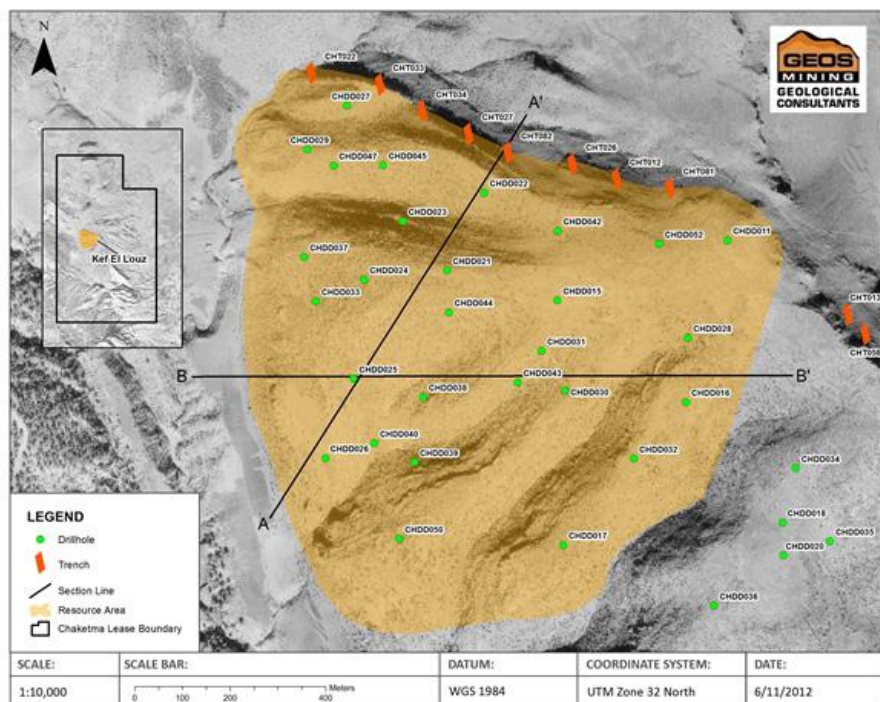 N
GEOS
MINING
GEOLOGICAL
CONSULTANTS
CHT022
CHT033
CHDD027
CHT034
A'
CHT037
CHT082
CHDD029
CHDD047
CHDD045
CHT026
CHT012
CHT081
CHDD022
CHDD023
CHDD042
CHDD052
CHDD011
Kef El Louz
CHDD037
CHDD024
CHDD021
CHDD033
CHDD044
CHDD015
CHT013
CHT058
CHDD028
CHDD031
B
CHDD025
CHDD043
B'
CHDD038
CHDD030
CHDD016
CHDD040
CHDD026
CHDD039
CHDD032
CHDD034
A
CHDD018
CHDD035
CHDD050
CHDD017
CHDD020
CHDD036
LEGEND
Drillhole
Trench
Section Line
Resource Area
Chaketma Lease Boundary
SCALE:
SCALE BAR:
DATUM:
COORDINATE SYSTEM:
DATE:
1:10,000
Meters
0 100 200 400
WGS 1984
UTM Zone 32 North
6/11/2012